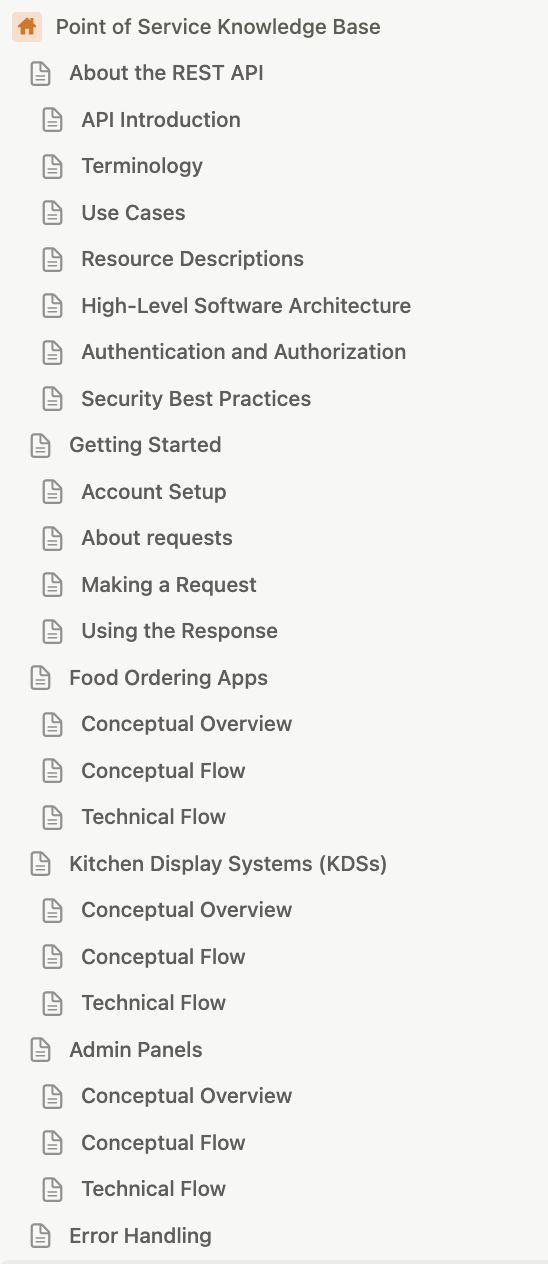 Point of Service Knowledge Base
About the REST API
API Introduction
Terminology
Use Cases
Resource Descriptions
High-Level Software Architecture
Authentication and Authorization
Security Best Practices
Getting Started
Account Setup
About requests
Making a Request
Using the Response
Food Ordering Apps
Conceptual Overview
Conceptual Flow
Technical Flow
Kitchen Display Systems (KDSs)
Conceptual Overview
Conceptual Flow
Technical Flow
Admin Panels
Conceptual Overview
Conceptual Flow
Technical Flow
Error Handling